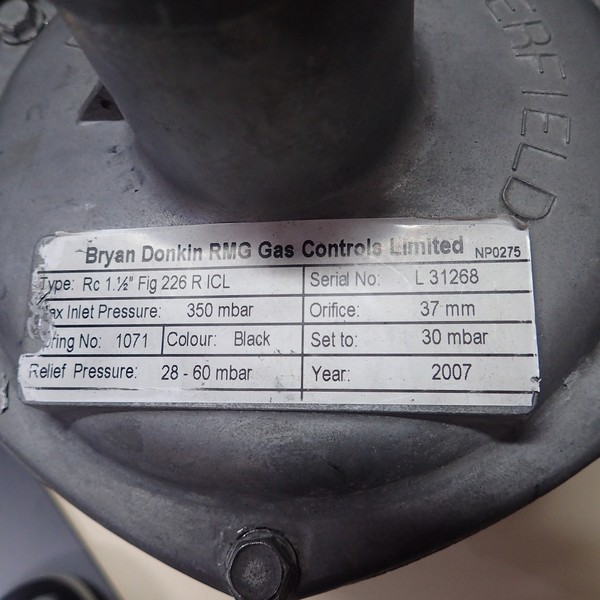 ERFIELD
Bryan Donkin RMG Gas Controls Limited NP0275
Type: Rc 1.½" Fig 226 R ICL Serial No: L 31268
Inlet Pressure: 350 mbar Orifice: 37 mm
No: 1071 Colour: Black Set to: 30 mbar
Relief Pressure: 28 - 60 mbar Year: 2007